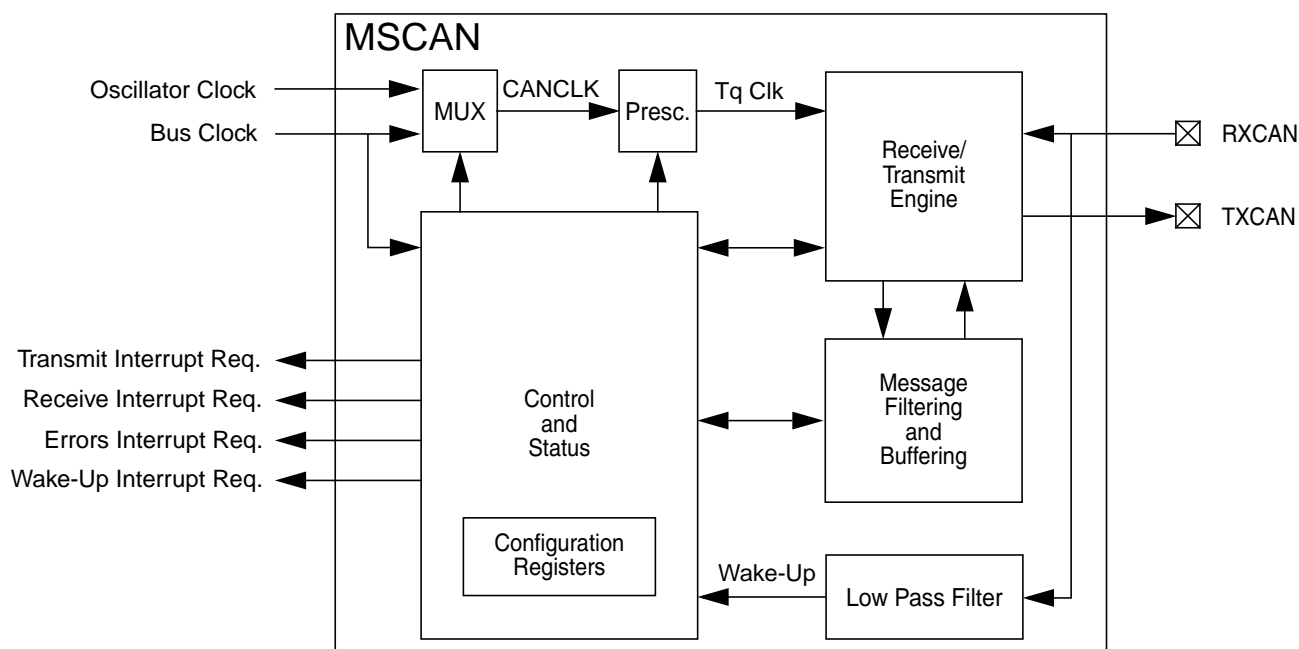 MSCAN
Oscillator Clock
MUX
CANCLK
Presc.
Tq Clk
Bus Clock
RXCAN
Receive/
Transmit
Engine
TXCAN
Transmit Interrupt Req.
Receive Interrupt Req.
Errors Interrupt Req.
Wake-Up Interrupt Req.
Control
and
Status
Message
Filtering
and
Buffering
Configuration
Registers
Wake-Up
Low Pass Filter